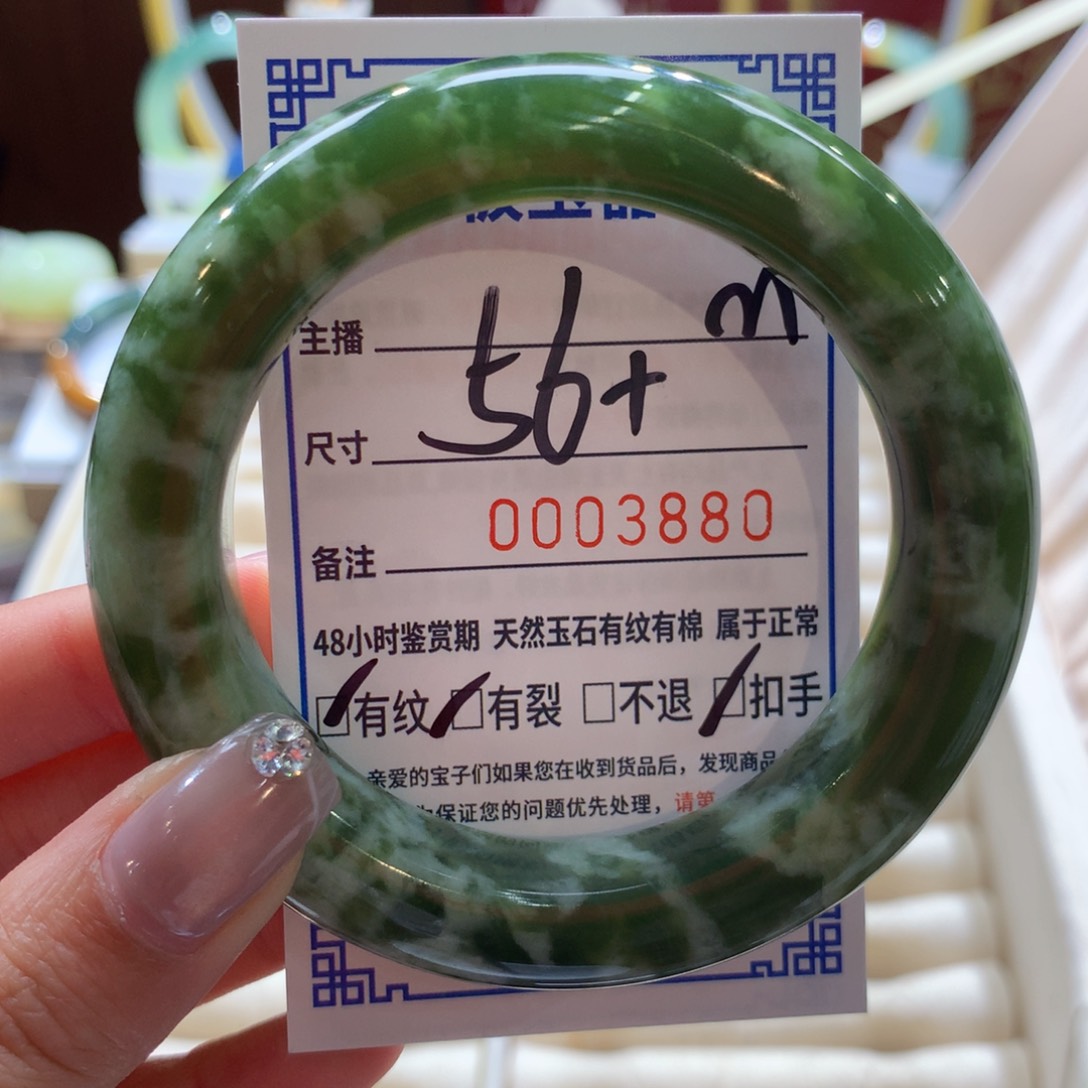 主播 m
尺寸 56+
0003880
备注
48小时鉴赏期 天然玉石有纹有棉 属于正常
☑有纹 ☑有裂 □不退 ☑扣手
亲爱的宝子们如果您在收到货品后，发现商品
保证您的问题优先处理，请第